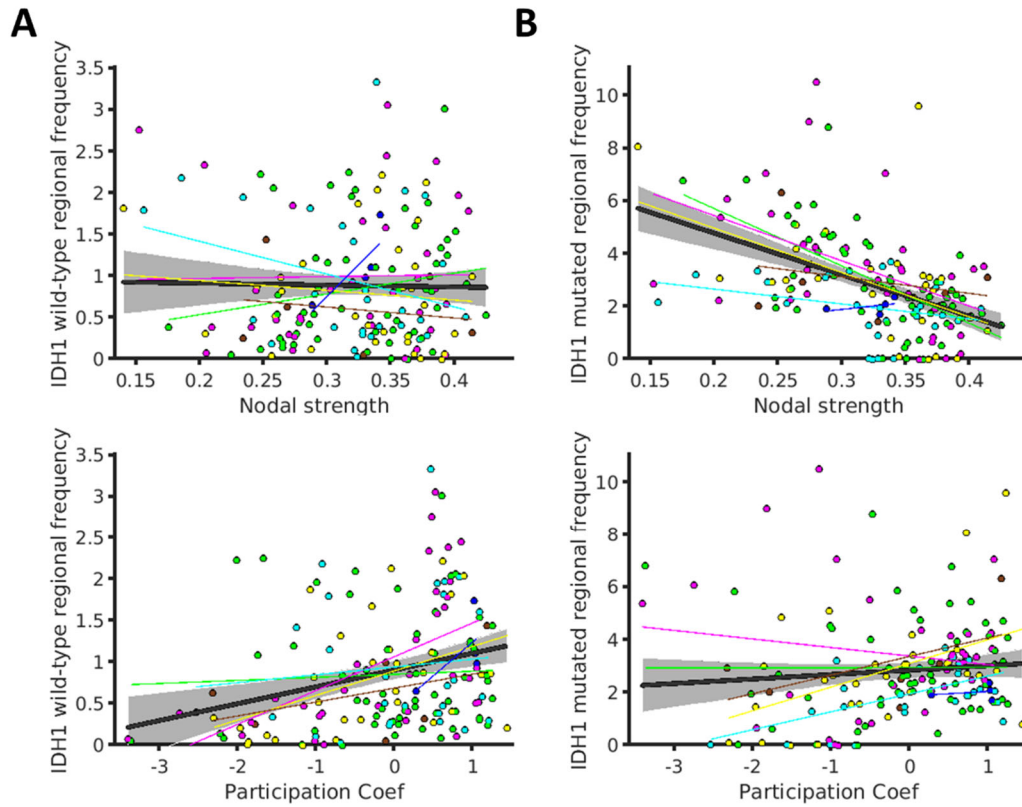 A
B
IDH1 wild-type regional frequency
3.5
3
2.5
2
1.5
1
0.5
0
0.15 0.2 0.25 0.3 0.35 0.4
Nodal strength
IDH1 mutated regional frequency
10
8
6
4
2
0
0.15 0.2 0.25 0.3 0.35 0.4
Nodal strength
IDH1 wild-type regional frequency
3.5
3
2.5
2
1.5
1
0.5
0
-3 -2 -1 0 1
Participation Coef
IDH1 mutated regional frequency
10
8
6
4
2
0
-3 -2 -1 0 1
Participation Coef